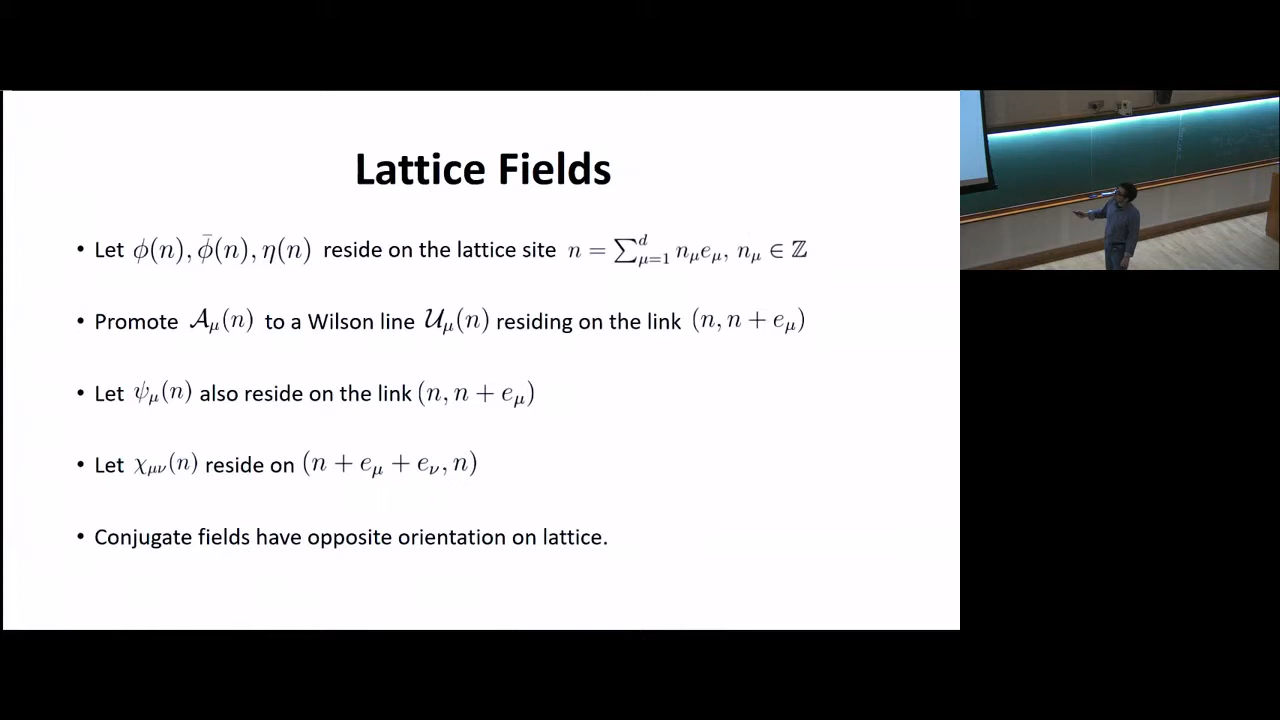 Lattice Fields
• Let ϕ(n), ϕ̄(n), η(n) reside on the lattice site n = ∑_{μ=1}^{d} n_μ e_μ, n_μ ∈ ℤ
• Promote 𝒜_μ(n) to a Wilson line 𝒰_μ(n) residing on the link (n, n + e_μ)
• Let ψ_μ(n) also reside on the link (n, n + e_μ)
• Let χ_{μν}(n) reside on (n + e_μ + e_ν, n)
• Conjugate fields have opposite orientation on lattice.